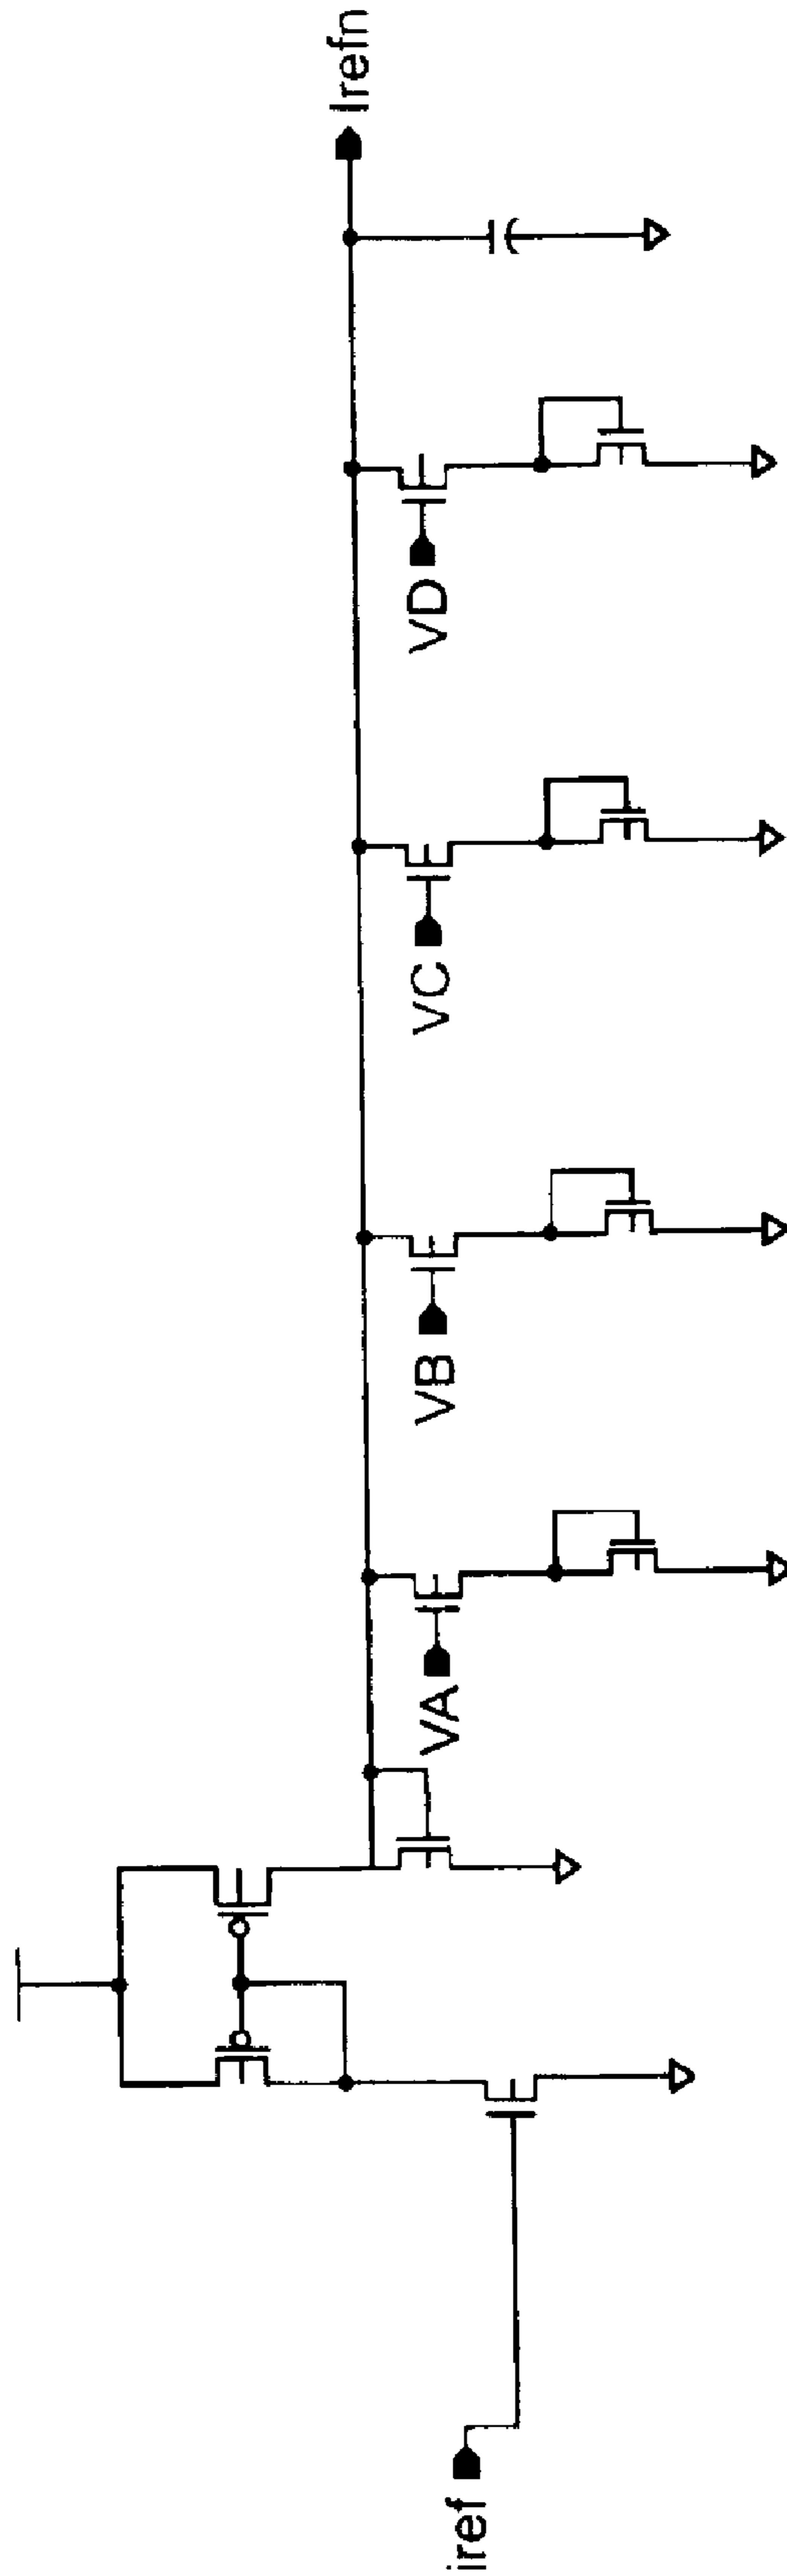 iref
VA
VB
VC
VD
Irefn